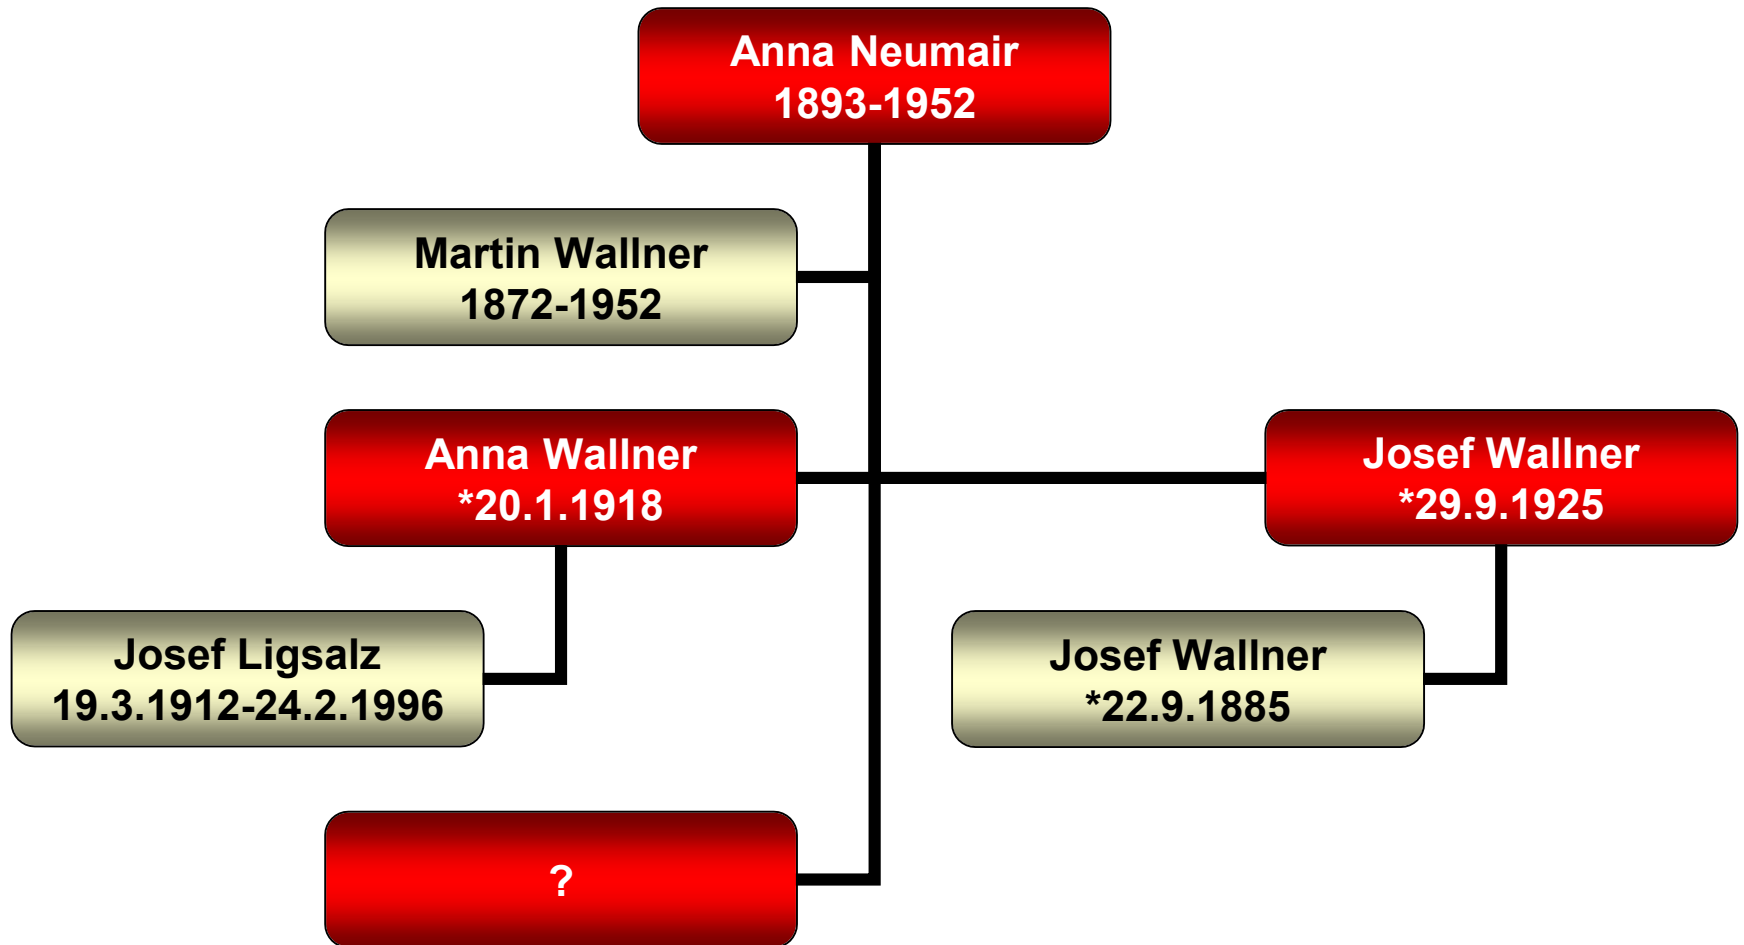 Anna Neumair
1893-1952
Martin Wallner
1872-1952
Anna Wallner
*20.1.1918
Josef Wallner
*29.9.1925
Josef Ligsalz
19.3.1912-24.2.1996
Josef Wallner
*22.9.1885
?